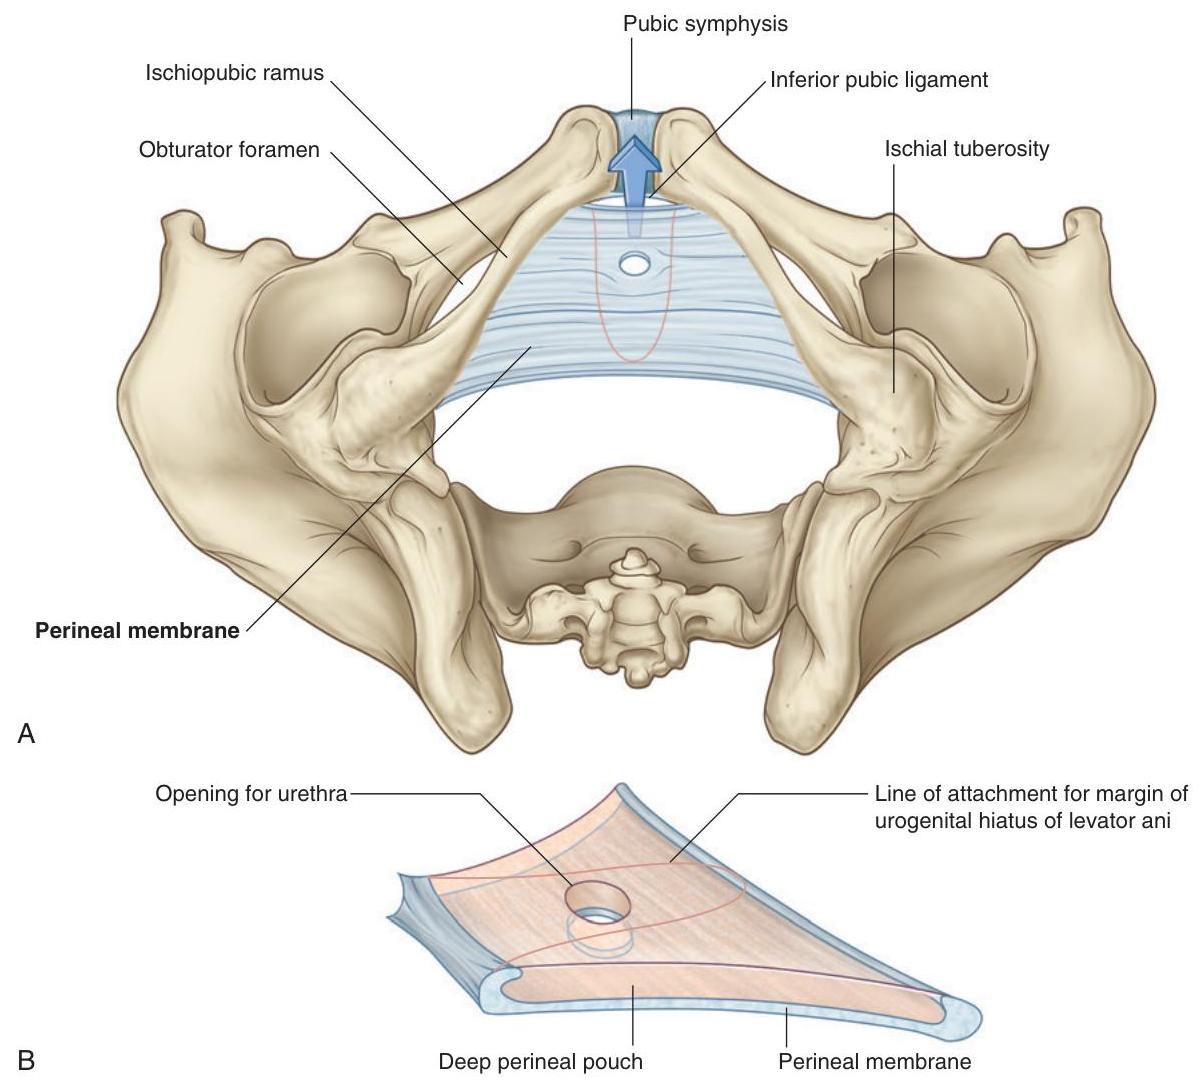 Pubic symphysis
Ischiopubic ramus
Inferior pubic ligament
Obturator foramen
Ischial tuberosity
Perineal membrane
A
Opening for urethra
Line of attachment for margin of
urogenital hiatus of levator ani
Deep perineal pouch
Perineal membrane
B